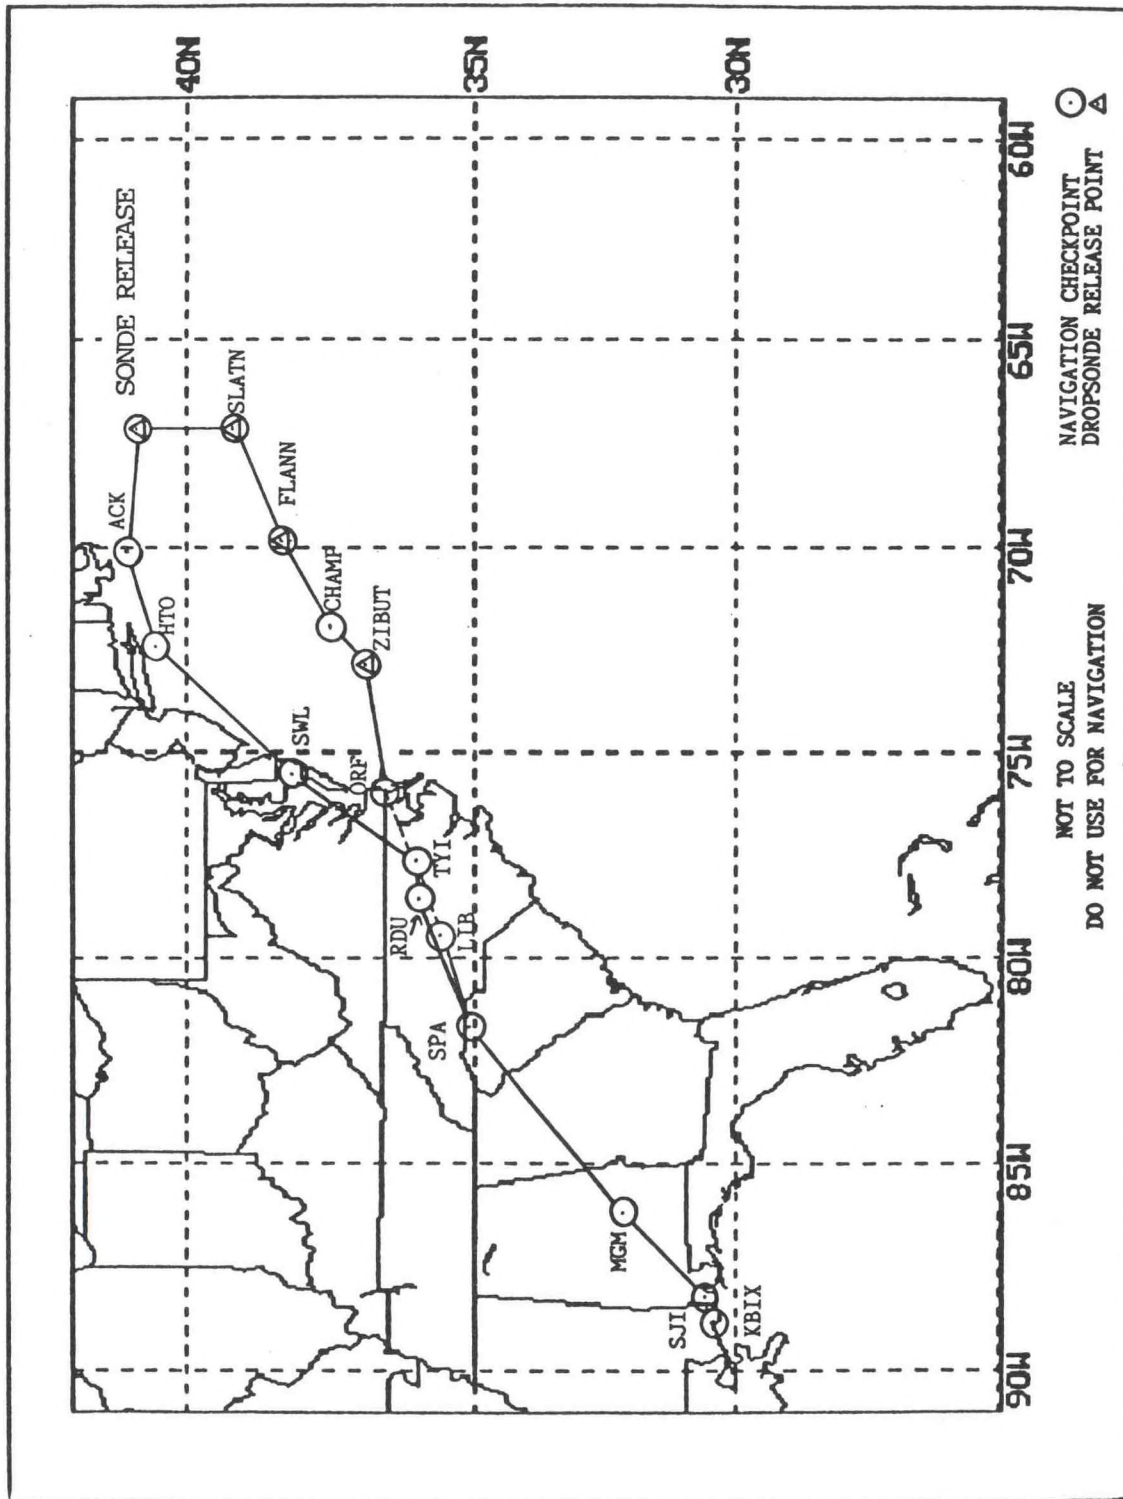 40N
35N
30N
SONDE RELEASE
ACK
HTO
SLATN
FLANN
CHAMP
ZIBUT
SWL
ORF
TYI
RDU
LIB
SPA
MGM
SJI
KBIX
90W
85W
80W
75W
70W
65W
60W
NOT TO SCALE
DO NOT USE FOR NAVIGATION
NAVIGATION CHECKPOINT
DROPSONDE RELEASE POINT